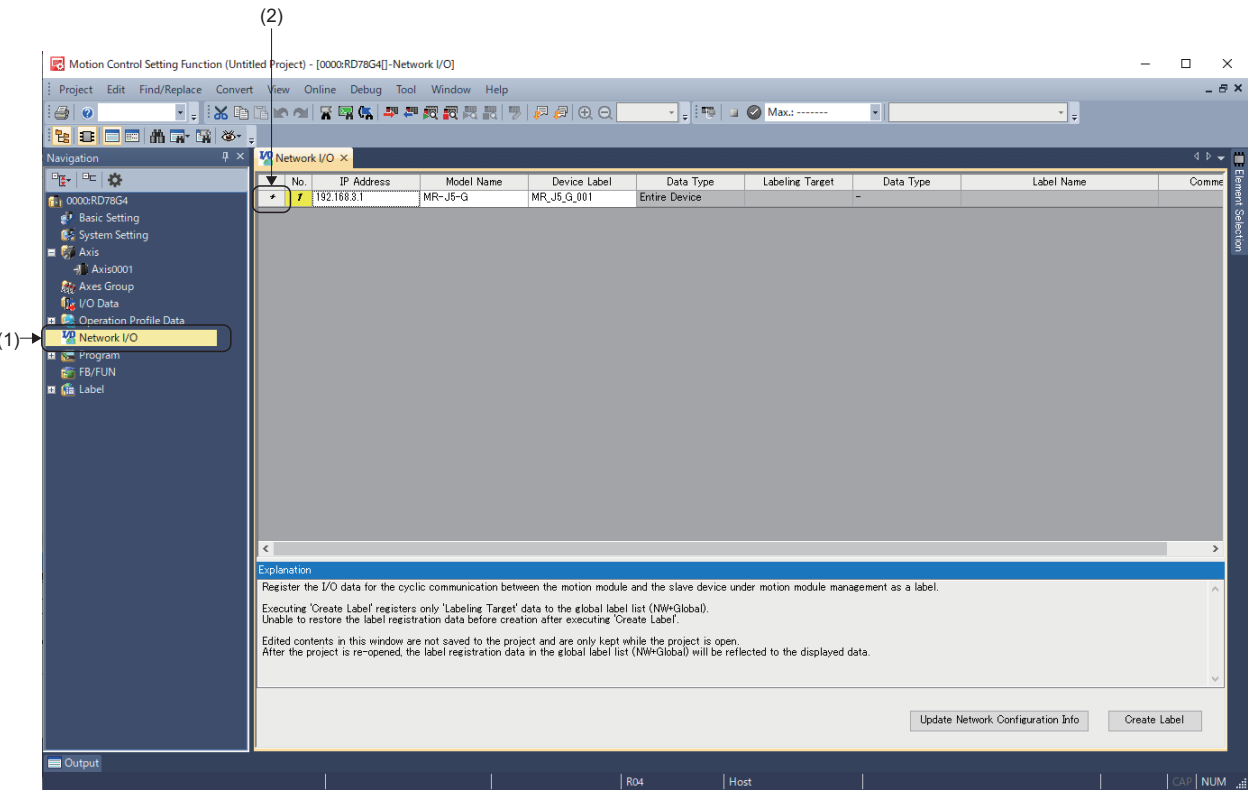 (2)
Motion Control Setting Function (Untitled Project) - [0000:RD78G4[]-Network I/O]
Project Edit Find/Replace Convert View Online Debug Tool Window Help
Max.: -------
Navigation
Network I/O
No. IP Address Model Name Device Label Data Type Labeling Target Data Type Label Name Comme
+ 1 192.168.3.1 MR-J5-G MR_J5_G_001 Entire Device -
0000:RD78G4
Basic Setting
System Setting
Axis
Axis0001
Axes Group
I/O Data
Operation Profile Data
(1)
Network I/O
Program
FB/FUN
Label
Element Selection
Explanation
Register the I/O data for the cyclic communication between the motion module and the slave device under motion module management as a label.
Executing 'Create Label' registers only 'Labeling Target' data to the global label list (NW+Global).
Unable to restore the label registration data before creation after executing 'Create Label'.
Edited contents in this window are not saved to the project and are only kept while the project is open.
After the project is re-opened, the label registration data in the global label list (NW+Global) will be reflected to the displayed data.
Update Network Configuration Info Create Label
Output
R04 Host CAP NUM